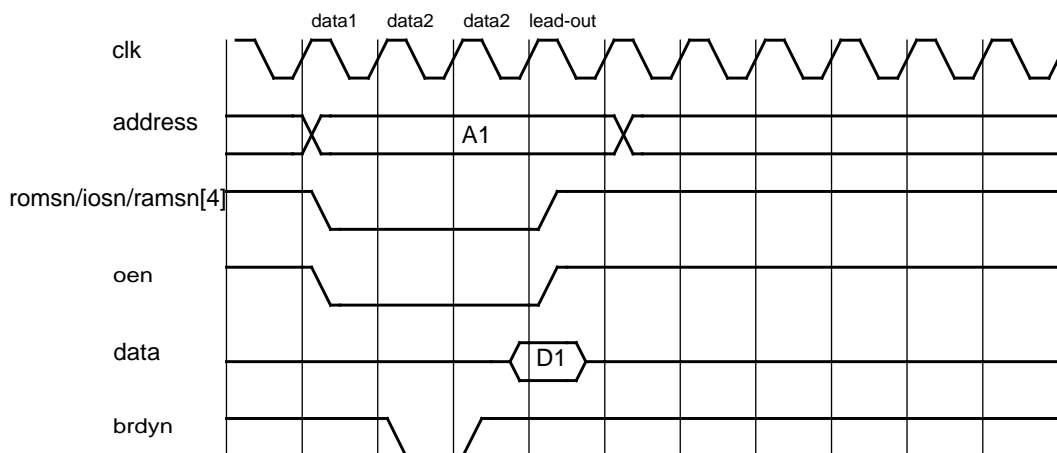 data1 data2 data2 lead-out
clk
address
A1
romsn/iosn/ramsn[4]
oen
data
D1
brdyn